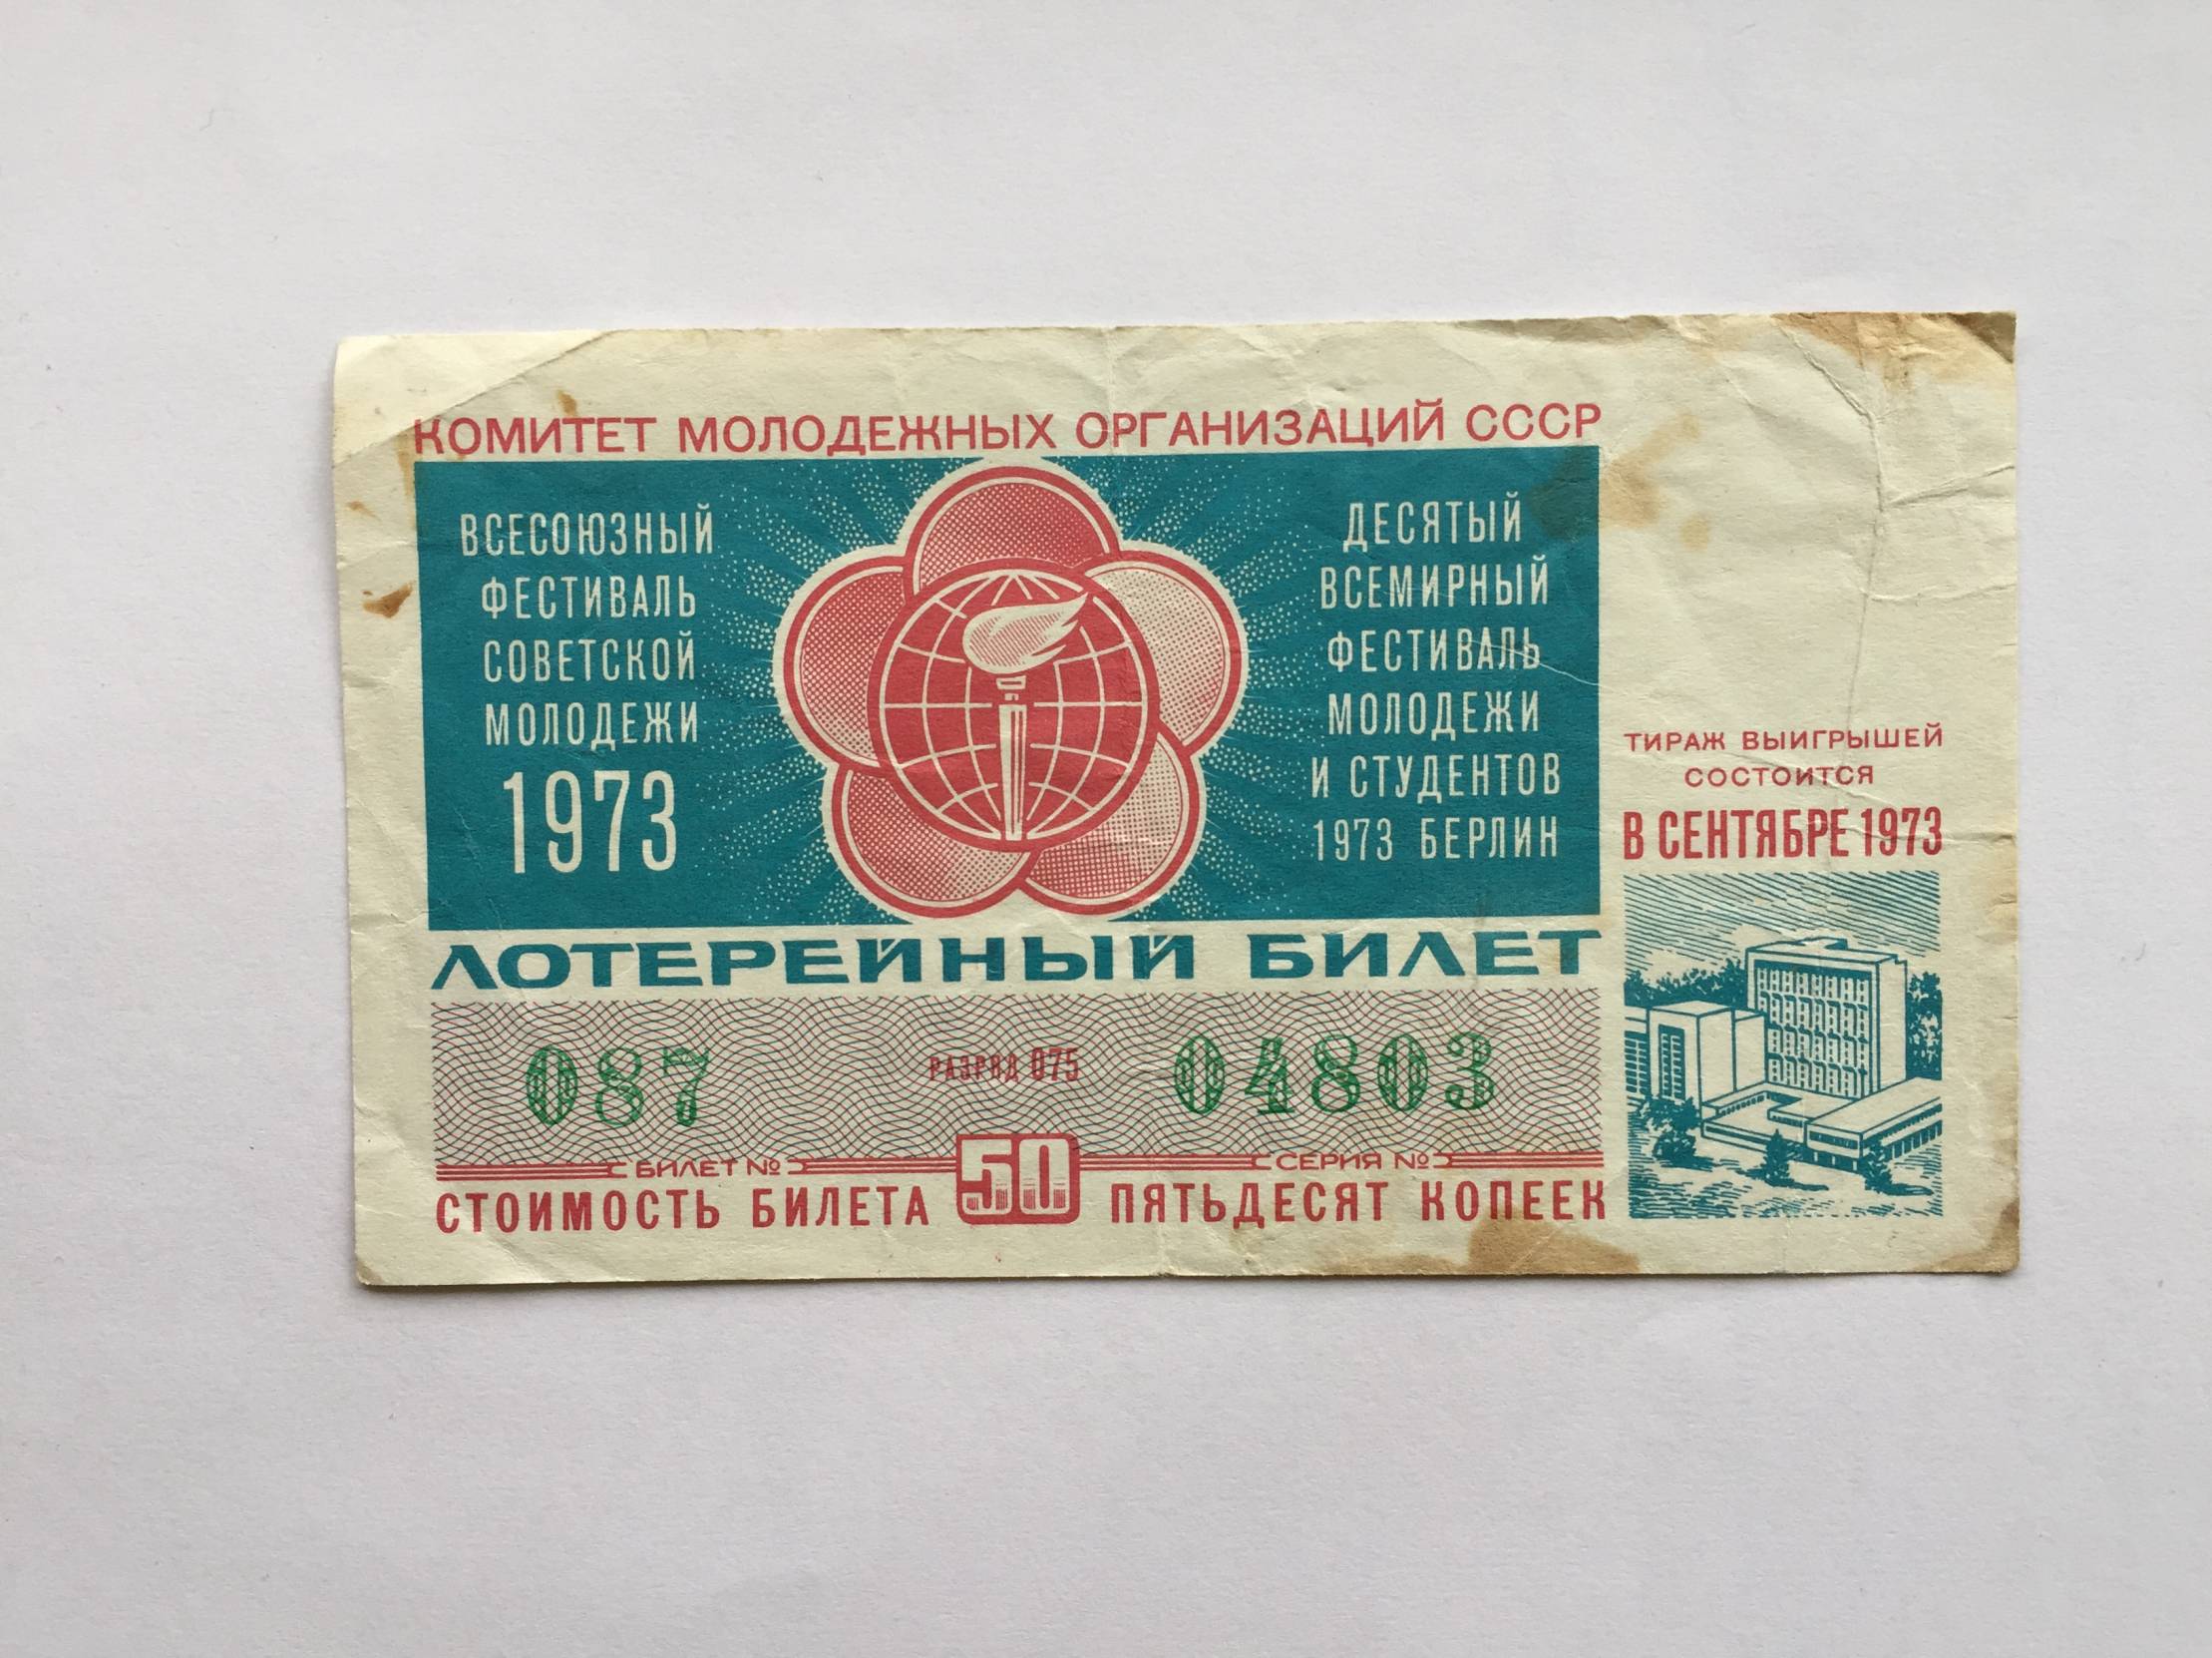 КОМИТЕТ МОЛОДЕЖНЫХ ОРГАНИЗАЦИЙ СССР
ВСЕСОЮЗНЫЙ
ФЕСТИВАЛЬ
СОВЕТСКОЙ
МОЛОДЕЖИ
1973
ДЕСЯТЫЙ
ВСЕМИРНЫЙ
ФЕСТИВАЛЬ
МОЛОДЕЖИ
И СТУДЕНТОВ
1973 БЕРЛИН
ЛОТЕРЕЙНЫЙ БИЛЕТ
087 РАЗРЯД 075 04803
БИЛЕТ № СЕРИЯ №
СТОИМОСТЬ БИЛЕТА 50 ПЯТЬДЕСЯТ КОПЕЕК
ТИРАЖ ВЫИГРЫШЕЙ
СОСТОИТСЯ
В СЕНТЯБРЕ 1973